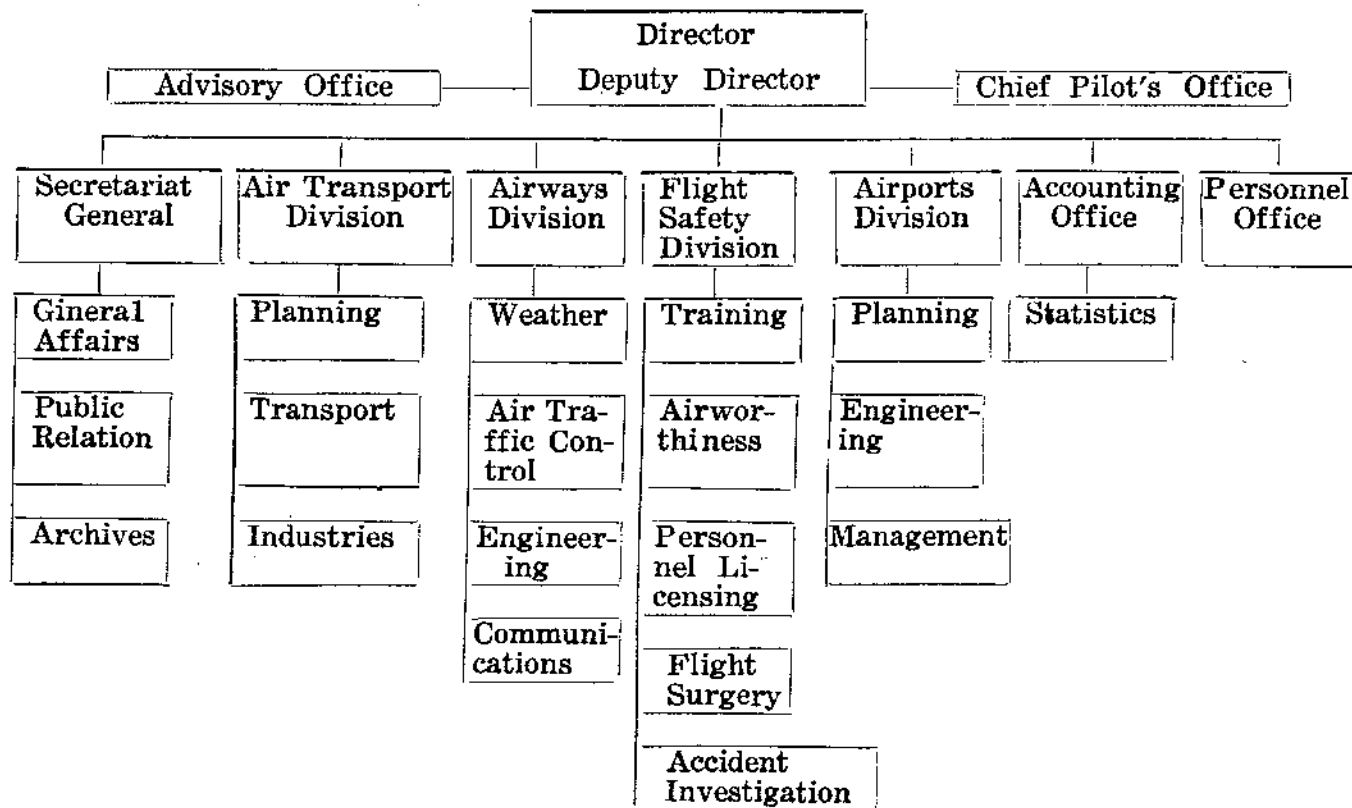 Director
Deputy Director
Advisory Office
Chief Pilot's Office
Secretariat
General
Air Transport
Division
Airways
Division
Flight
Safety
Division
Airports
Division
Accounting
Office
Personnel
Office
Gineral
Affairs
Public
Relation
Archives
Planning
Transport
Industries
Weather
Air Tra-
ffic Con-
trol
Engineer-
ing
Communi-
cations
Training
Airwor-
thiness
Person-
nel Li-
censing
Flight
Surgery
Accident
Investigation
Planning
Engineer-
ing
Management
Statistics